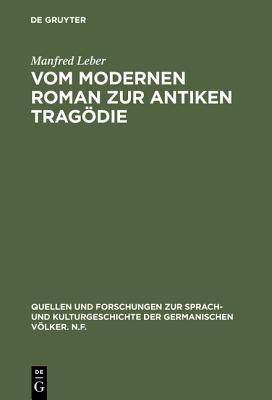 DE GRUYTER
Manfred Leber
VOM MODERNEN
ROMAN ZUR ANTIKEN
TRAGÖDIE
QUELLEN UND FORSCHUNGEN ZUR SPRACH-
UND KULTURGESCHICHTE DER GERMANISCHEN
VÖLKER. N.F.
DE
G